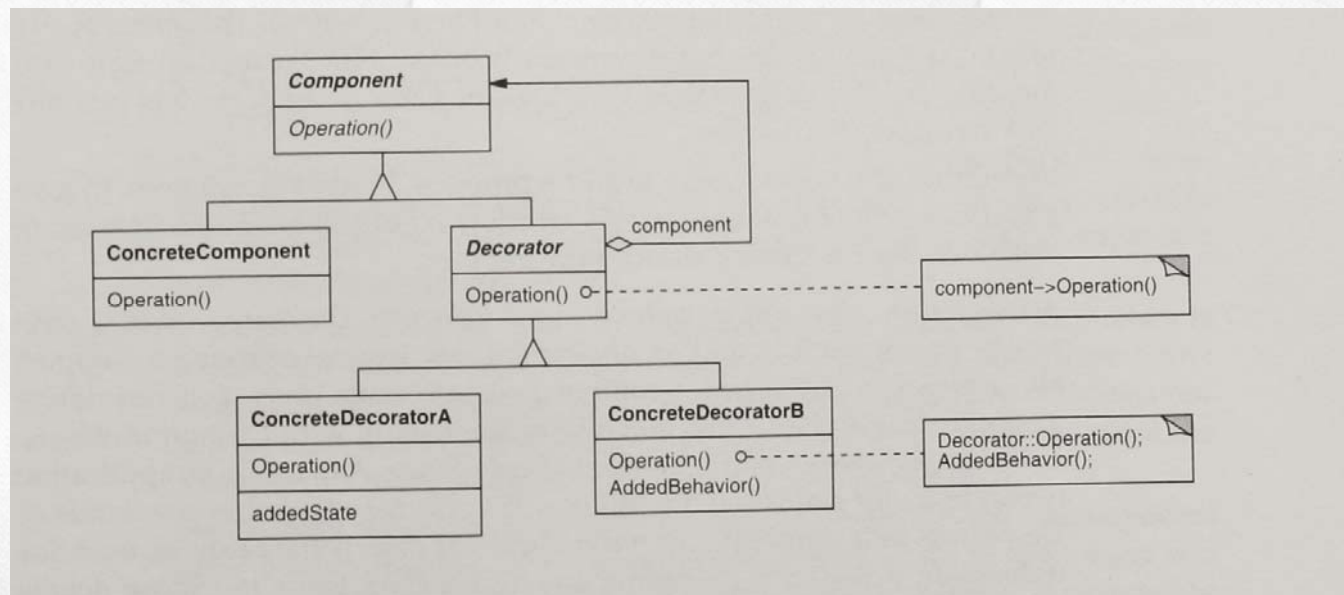 Component
Operation()
component
ConcreteComponent
Operation()
Decorator
Operation()
component->Operation()
ConcreteDecoratorA
Operation()
addedState
ConcreteDecoratorB
Operation()
AddedBehavior()
Decorator::Operation();
AddedBehavior();